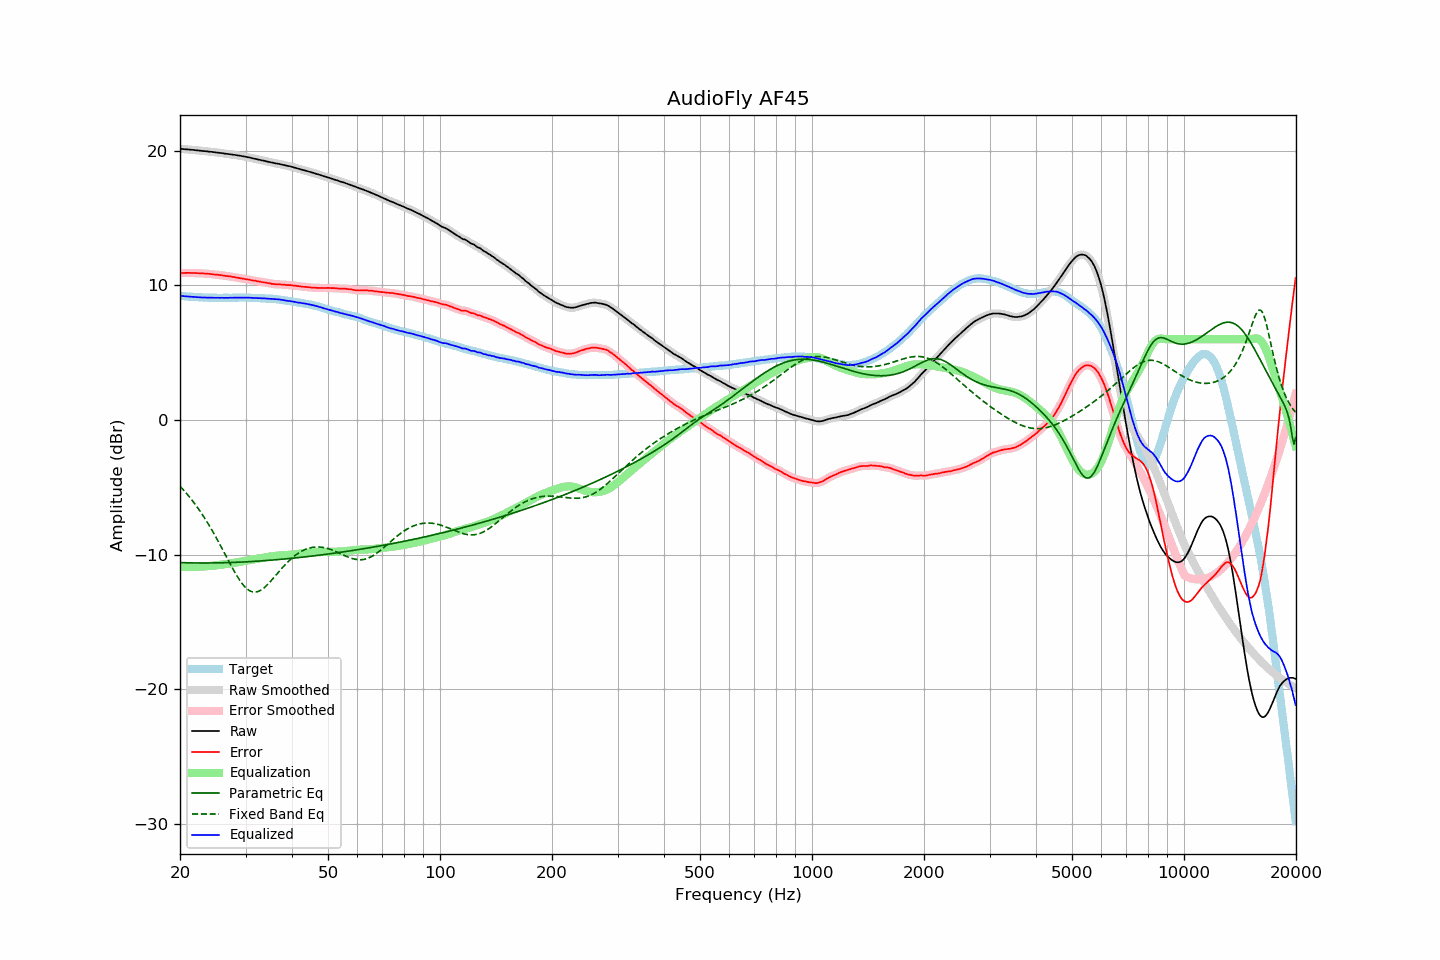 AudioFly AF45
20
10
0
−10
−20
−30
Amplitude (dBr)
Target
Raw Smoothed
Error Smoothed
Raw
Error
Equalization
Parametric Eq
Fixed Band Eq
Equalized
20 50 100 200 500 1000 2000 5000 10000 20000
Frequency (Hz)